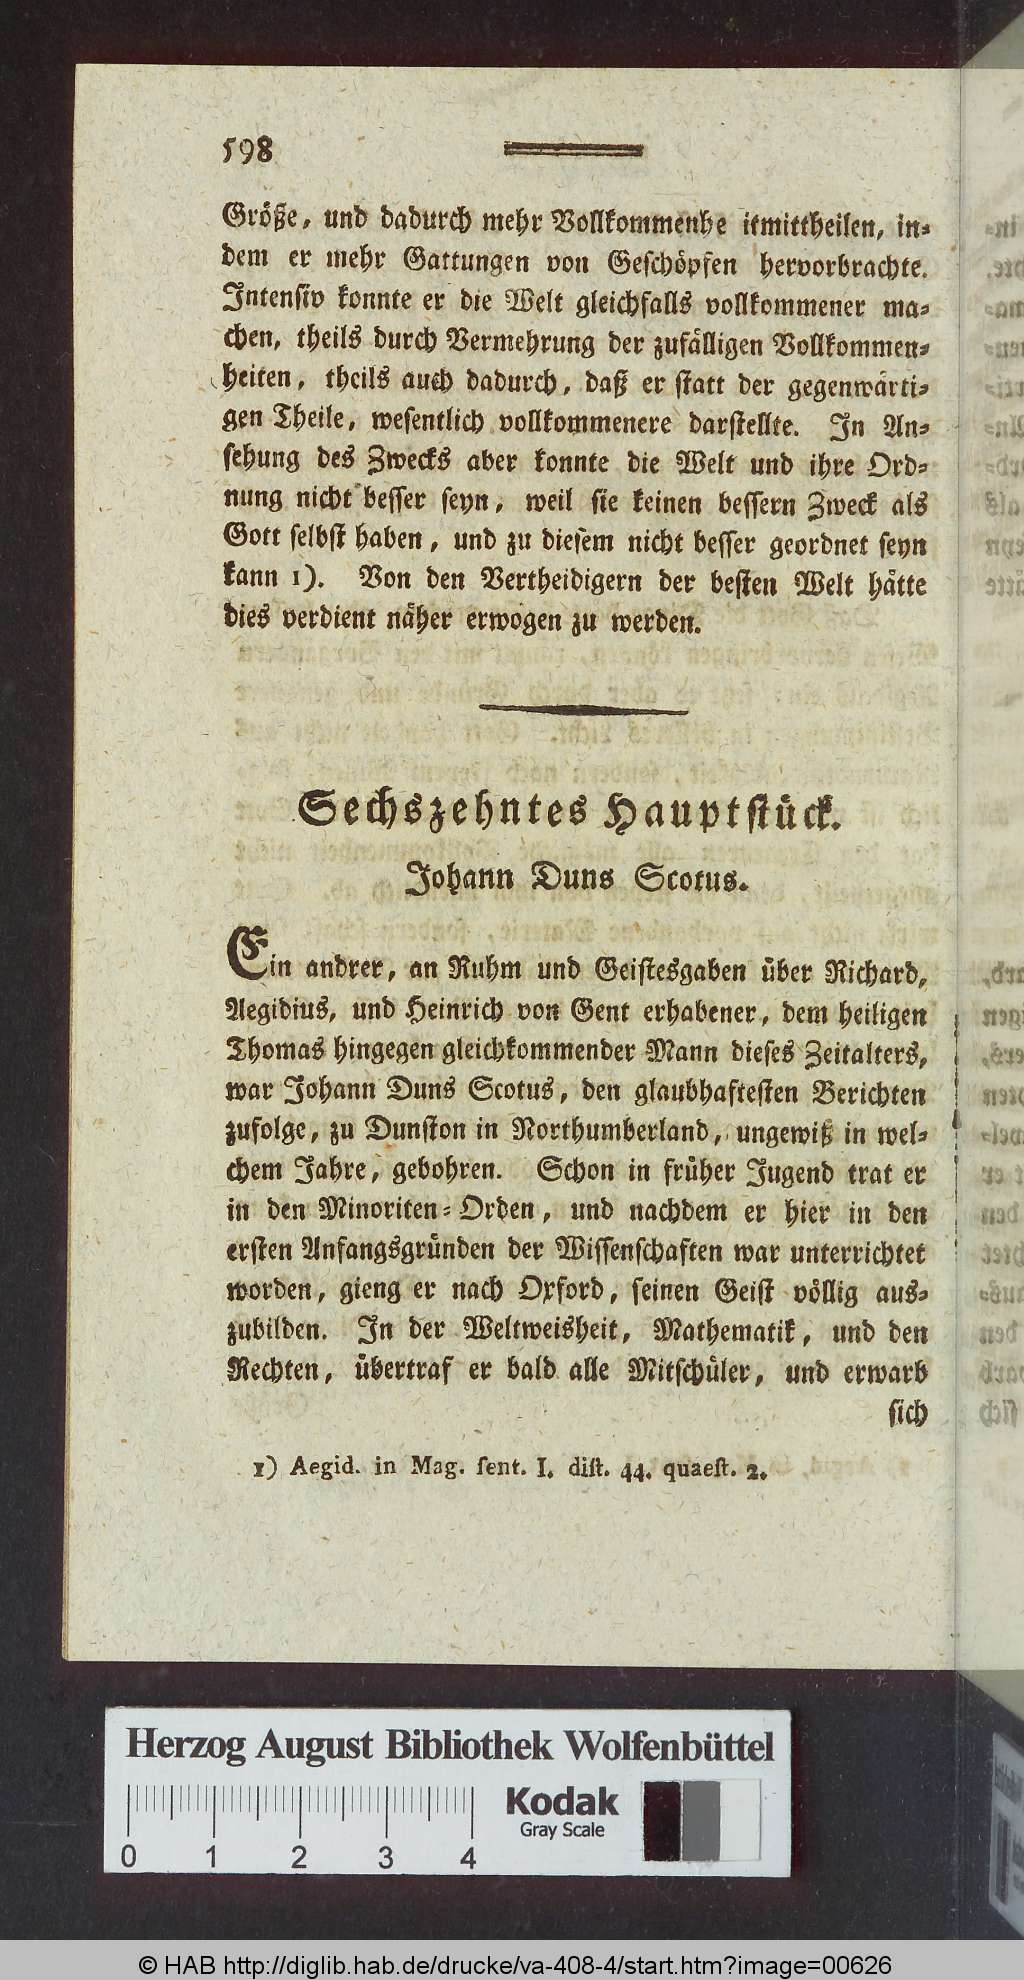 598
Größe, und dadurch mehr Vollkommenhe itmittheilen, in-
dem er mehr Gattungen von Geschöpfen hervorbrachte.
Intensiv konnte er die Welt gleichfalls vollkommener ma-
chen, theils durch Vermehrung der zufälligen Vollkommen-
heiten, theils auch dadurch, daß er statt der gegenwärti-
gen Theile, wesentlich vollkommenere darstellte. In An-
sehung des Zwecks aber konnte die Welt und ihre Ord-
nung nicht besser seyn, weil sie keinen bessern Zweck als
Gott selbst haben, und zu diesem nicht besser geordnet seyn
kann 1). Von den Vertheidigern der besten Welt hätte
dies verdient näher erwogen zu werden.
Sechszehntes Hauptstück.
Johann Duns Scotus.
Ein andrer, an Ruhm und Geistesgaben über Richard,
Aegidius, und Heinrich von Gent erhabener, dem heiligen
Thomas hingegen gleichkommender Mann dieses Zeitalters,
war Johann Duns Scotus, den glaubhaftesten Berichten
zufolge, zu Dunston in Northumberland, ungewiß in wel-
chem Jahre, gebohren. Schon in früher Jugend trat er
in den Minoriten-Orden, und nachdem er hier in den
ersten Anfangsgründen der Wissenschaften war unterrichtet
worden, gieng er nach Oxford, seinen Geist völlig aus-
zubilden. In der Weltweisheit, Mathematik, und den
Rechten, übertraf er bald alle Mitschüler, und erwarb
sich
1) Aegid. in Mag. sent. I. dist. 44. quaest. 2.
Herzog August Bibliothek Wolfenbüttel
Kodak
Gray Scale
0 1 2 3 4
© HAB http://diglib.hab.de/drucke/va-408-4/start.htm?image=00626